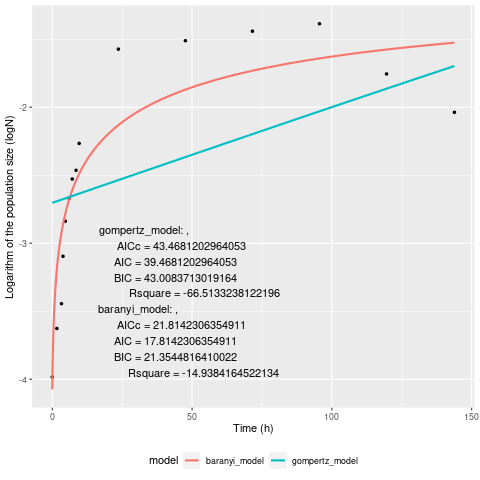 Logarithm of the population size (logN)
-2
-3
-4
gompertz_model: ,
AICc = 43.4681202964053
AIC = 39.4681202964053
BIC = 43.0083713019164
Rsquare = -66.5133238122196
baranyi_model: ,
AICc = 21.8142306354911
AIC = 17.8142306354911
BIC = 21.3544816410022
Rsquare = -14.9384164522134
0 50 100 150
Time (h)
model baranyi_model gompertz_model